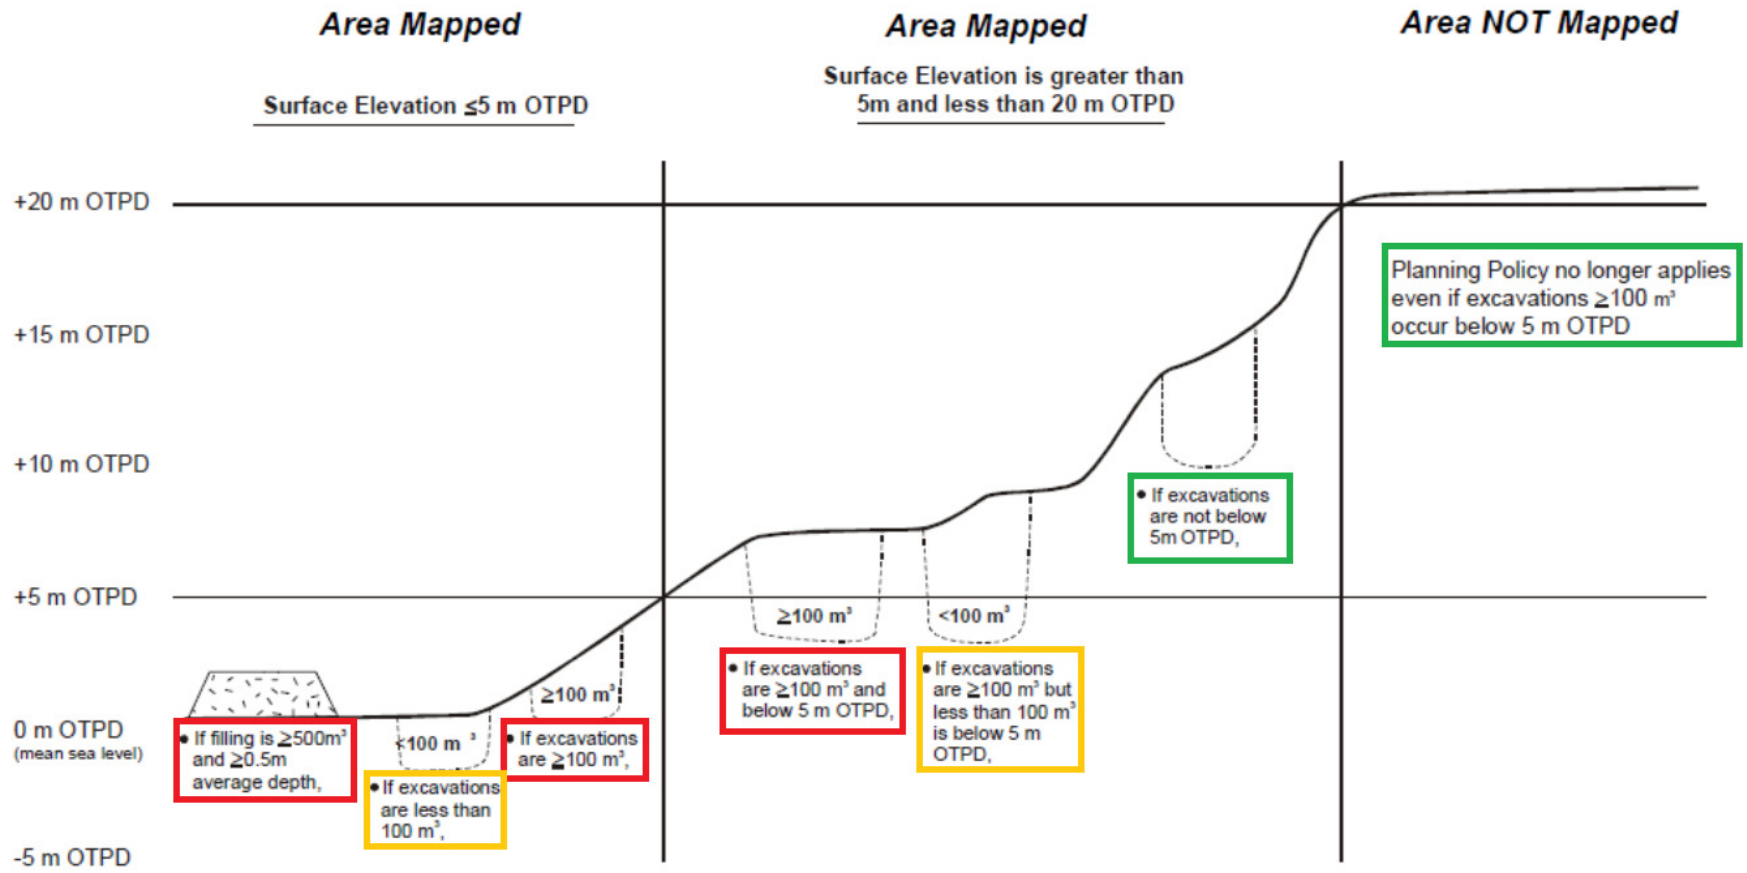 Area Mapped
Area Mapped
Area NOT Mapped
Surface Elevation ≤5 m OTPD
Surface Elevation is greater than
5m and less than 20 m OTPD
+20 m OTPD
+15 m OTPD
+10 m OTPD
+5 m OTPD
0 m OTPD
(mean sea level)
-5 m OTPD
• If filling is ≥500m³
and ≥0.5m
average depth,
<100 m ³
• If excavations
are less than
100 m³,
≥100 m³
• If excavations
are ≥100 m³,
≥100 m³
• If excavations
are ≥100 m³ and
below 5 m OTPD,
<100 m³
• If excavations
are ≥100 m³ but
less than 100 m³
is below 5 m
OTPD,
• If excavations
are not below
5m OTPD,
Planning Policy no longer applies
even if excavations ≥100 m³
occur below 5 m OTPD